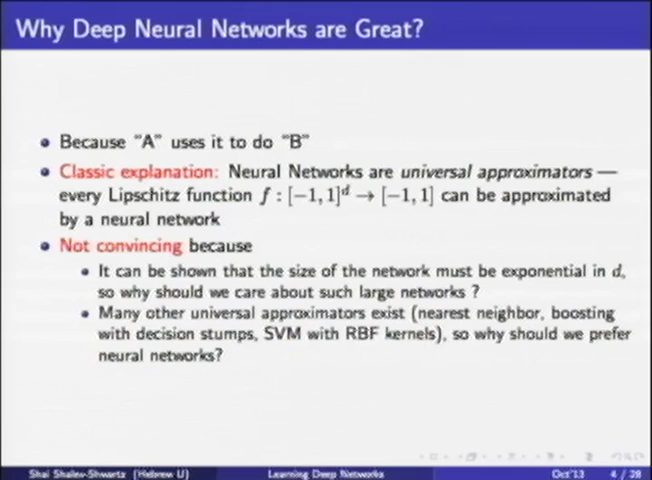 Why Deep Neural Networks are Great?
Because "A" uses it to do "B"
Classic explanation: Neural Networks are universal approximators —
every Lipschitz function f : [−1, 1]^d → [−1, 1] can be approximated
by a neural network
Not convincing because
It can be shown that the size of the network must be exponential in d,
so why should we care about such large networks ?
Many other universal approximators exist (nearest neighbor, boosting
with decision stumps, SVM with RBF kernels), so why should we prefer
neural networks?
Shai Shalev-Shwartz (Hebrew U) Learning Deep Networks Oct'13 4 / 28